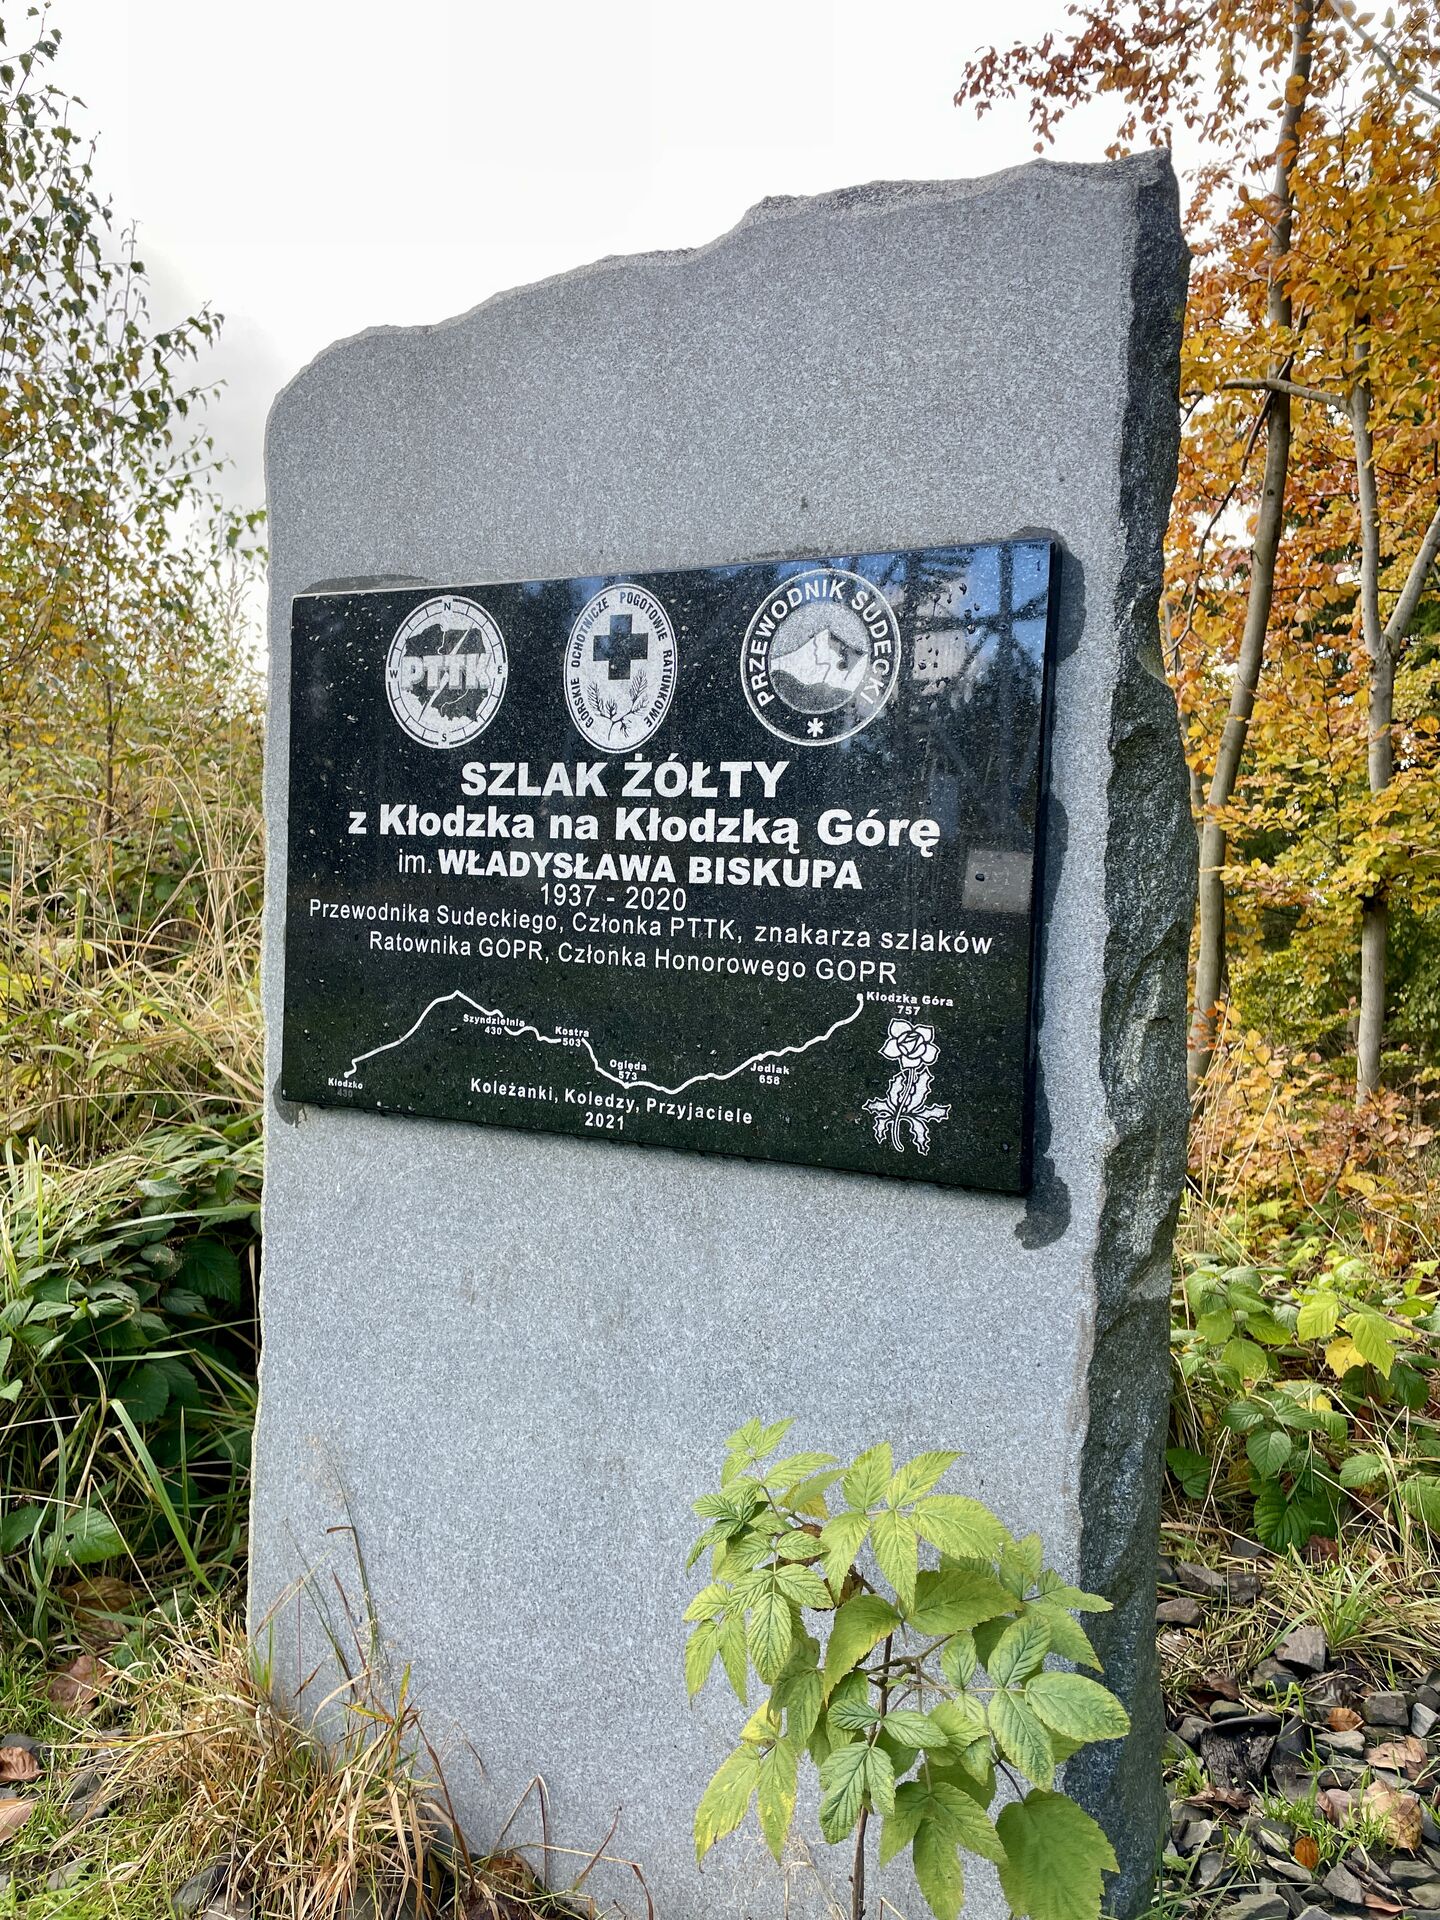 N
W E
S
PTTK
GÓRSKIE OCHOTNICZE POGOTOWIE RATUNKOWE
PRZEWODNIK SUDECKI
SZLAK ŻÓŁTY
z Kłodzka na Kłodzką Górę
im. WŁADYSŁAWA BISKUPA
1937 - 2020
Przewodnika Sudeckiego, Członka PTTK, znakarza szlaków
Ratownika GOPR, Członka Honorowego GOPR
Kłodzka Góra
757
Szyndzielnia
430
Kostra
503
Ogłęda
573
Jedlak
658
Kłodzko
430
Koleżanki, Koledzy, Przyjaciele
2021